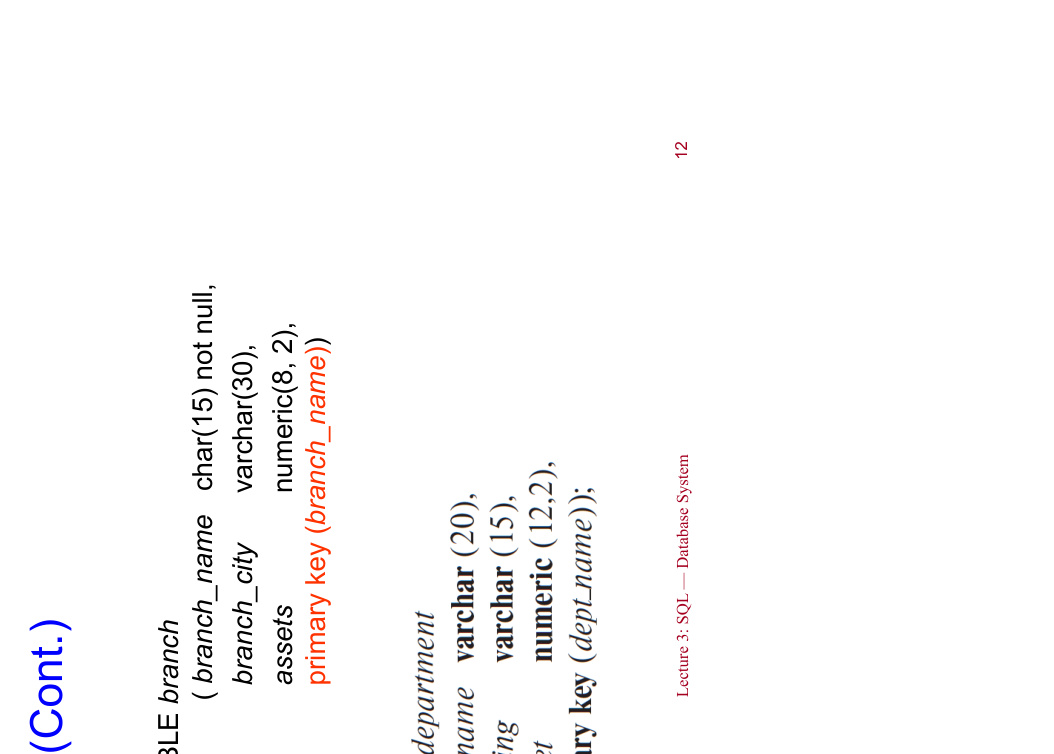 (Cont.)
BLE branch
( branch_name char(15) not null,
branch_city varchar(30),
assets numeric(8, 2),
primary key (branch_name))
department
name varchar (20),
ing varchar (15),
et numeric (12,2),
ary key (dept_name));
Lecture 3: SQL — Database System 12